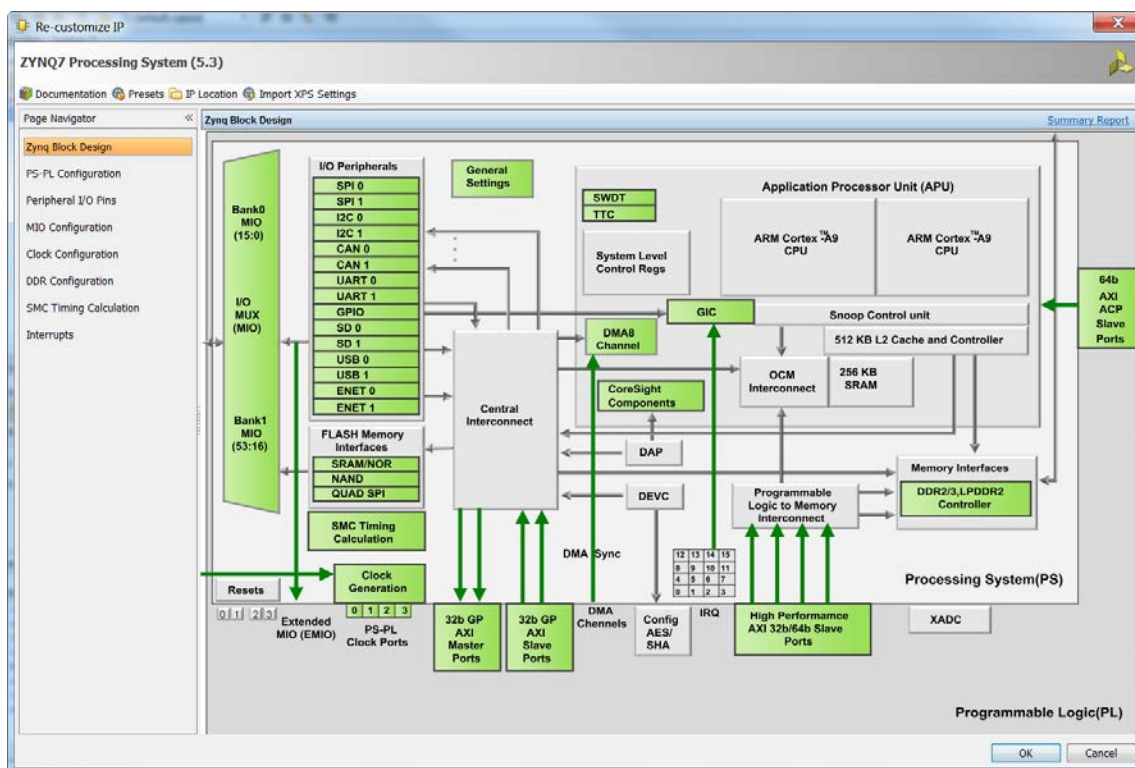 Re-customize IP
ZYNQ7 Processing System (5.3)
Documentation Presets IP Location Import XPS Settings
Page Navigator
«
Zynq Block Design
PS-PL Configuration
Peripheral I/O Pins
MIO Configuration
Clock Configuration
DDR Configuration
SMC Timing Calculation
Interrupts
Zynq Block Design
Summary Report
Bank0
MIO
(15:0)
I/O
MUX
(MIO)
Bank1
MIO
(53:16)
I/O Peripherals
SPI 0
SPI 1
I2C 0
I2C 1
CAN 0
CAN 1
UART 0
UART 1
GPIO
SD 0
SD 1
USB 0
USB 1
ENET 0
ENET 1
FLASH Memory
Interfaces
SRAM/NOR
NAND
QUAD SPI
SMC Timing
Calculation
General
Settings
Application Processor Unit (APU)
SWDT
TTC
System Level
Control Regs
ARM Cortex™-A9
CPU
ARM Cortex™-A9
CPU
GIC
Snoop Control unit
512 KB L2 Cache and Controller
DMA8
Channel
OCM
Interconnect
256 KB
SRAM
CoreSight
Components
Central
Interconnect
DAP
DEVC
Programmable
Logic to Memory
Interconnect
Memory Interfaces
DDR2/3,LPDDR2
Controller
64b
AXI
ACP
Slave
Ports
Resets
0 1 2 3
Clock
Generation
0 1 2 3
Extended
MIO (EMIO)
PS-PL
Clock Ports
32b GP
AXI
Master
Ports
32b GP
AXI
Slave
Ports
DMA Sync
DMA
Channels
Config
AES/
SHA
12 13 14 15
8 9 10 11
4 5 6 7
0 1 2 3
IRQ
High Performamce
AXI 32b/64b Slave
Ports
Processing System(PS)
XADC
Programmable Logic(PL)
OK
Cancel